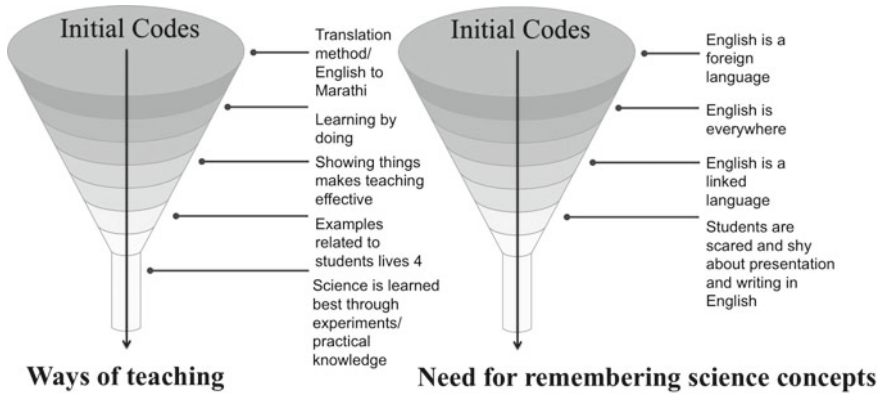 Initial Codes
Translation
method/
English to
Marathi
Learning by
doing
Showing things
makes teaching
effective
Examples
related to
students lives 4
Science is learned
best through
experiments/
practical
knowledge
Ways of teaching
Initial Codes
English is a
foreign
language
English is
everywhere
English is a
linked
language
Students are
scared and shy
about presentation
and writing in
English
Need for remembering science concepts